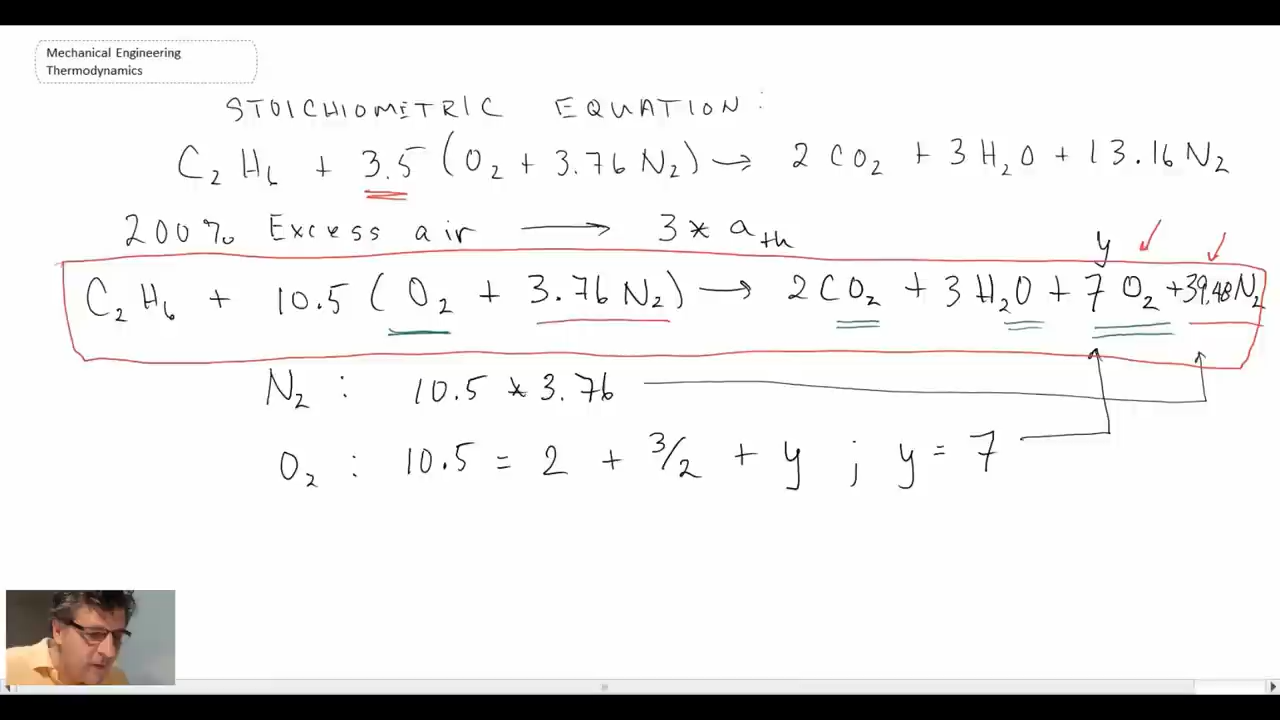 Mechanical Engineering
Thermodynamics
STOICHIOMETRIC EQUATION:
C₂H₆ + 3.5 (O₂ + 3.76 N₂) → 2 CO₂ + 3 H₂O + 13.16 N₂
200% Excess air → 3 * a_th
y
C₂H₆ + 10.5 (O₂ + 3.76 N₂) → 2 CO₂ + 3 H₂O + 7 O₂ + 39.48 N₂
N₂ : 10.5 * 3.76
O₂ : 10.5 = 2 + 3/2 + y ; y = 7